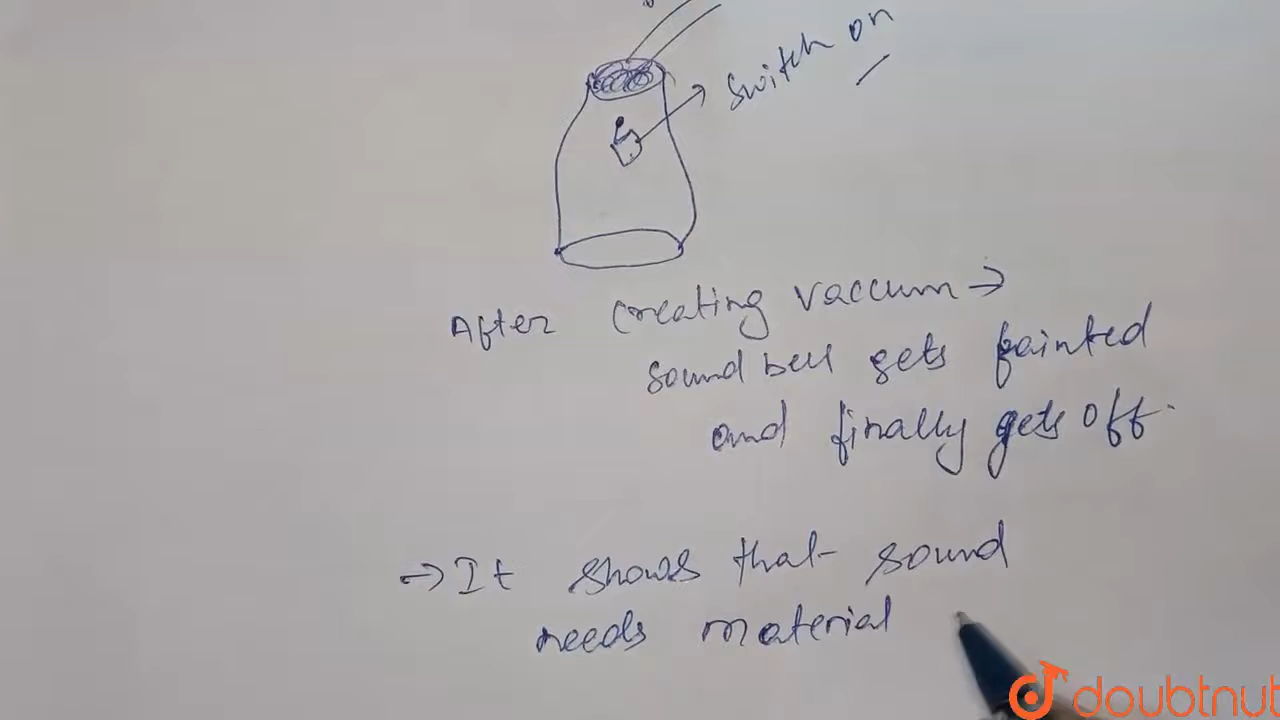 Switch on
After creating vaccum →
sound bell gets fainted
and finally gets off.
→ It shows that sound
needs material
doubtnut